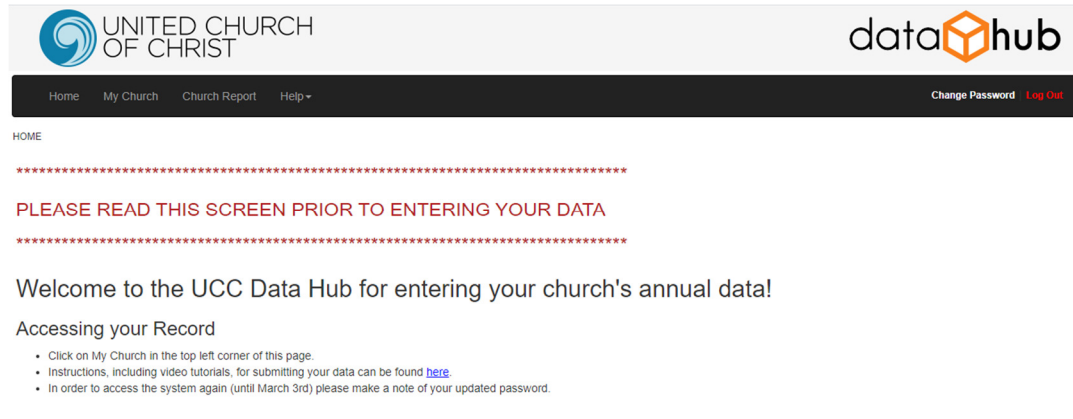 UNITED CHURCH
OF CHRIST
data hub
Home My Church Church Report Help
Change Password Log Out
HOME
*********************************************************************************
PLEASE READ THIS SCREEN PRIOR TO ENTERING YOUR DATA
*********************************************************************************
Welcome to the UCC Data Hub for entering your church's annual data!
Accessing your Record
• Click on My Church in the top left corner of this page.
• Instructions, including video tutorials, for submitting your data can be found here.
• In order to access the system again (until March 3rd) please make a note of your updated password.